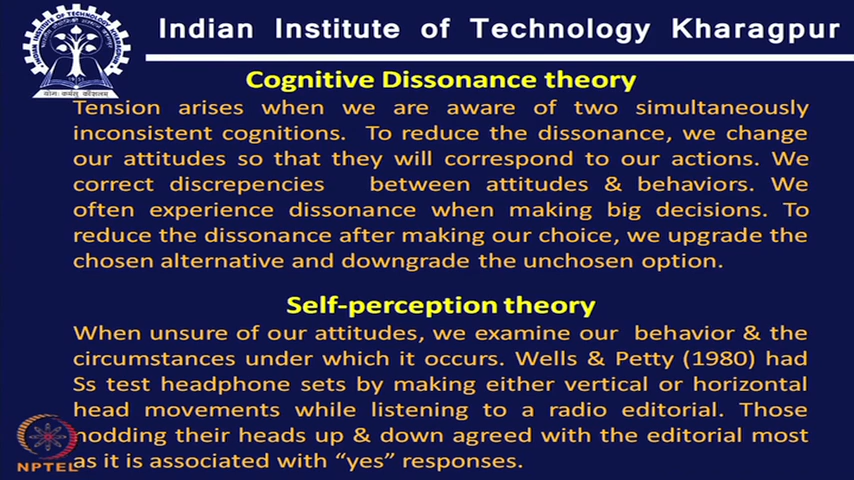 Indian Institute of Technology Kharagpur
Cognitive Dissonance theory
Tension arises when we are aware of two simultaneously
inconsistent cognitions. To reduce the dissonance, we change
our attitudes so that they will correspond to our actions. We
correct discrepencies between attitudes & behaviors. We
often experience dissonance when making big decisions. To
reduce the dissonance after making our choice, we upgrade the
chosen alternative and downgrade the unchosen option.
Self-perception theory
When unsure of our attitudes, we examine our behavior & the
circumstances under which it occurs. Wells & Petty (1980) had
Ss test headphone sets by making either vertical or horizontal
head movements while listening to a radio editorial. Those
nodding their heads up & down agreed with the editorial most
as it is associated with “yes” responses.
NPTEL
योगः कर्मसु कौशलम्